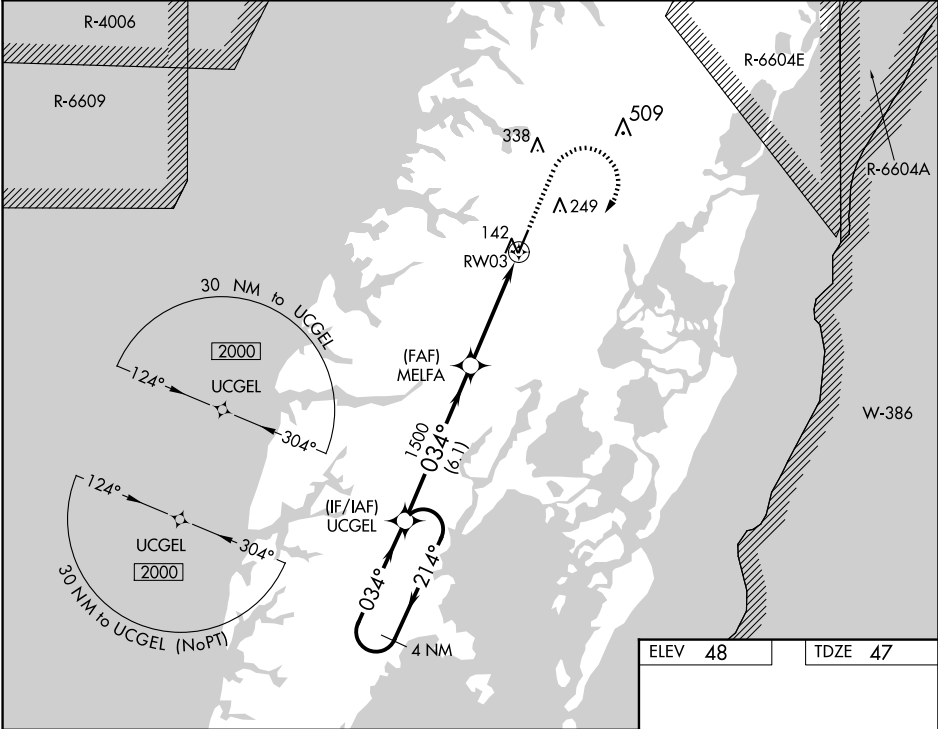 R-4006
R-6609
R-6604E
R-6604A
509
338
249
142
RW03
30 NM to UCGEL
2000
UCGEL
124°
304°
(FAF)
MELFA
W-386
1500
034°
(6.1)
(IF/IAF)
UCGEL
124°
304°
UCGEL
2000
30 NM to UCGEL (NoPT)
034°
214°
4 NM
ELEV 48
TDZE 47